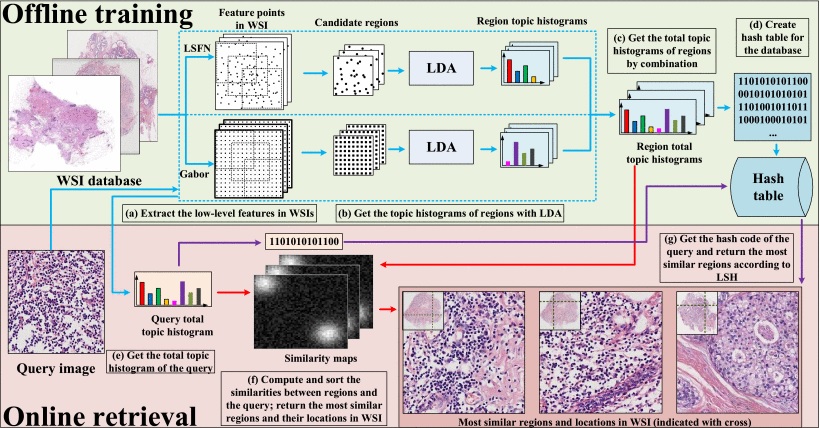 Offline training
Feature points
in WSI
Candidate regions
Region topic histograms
(c) Get the total topic
histograms of regions
by combination
(d) Create
hash table for
the database
LSFN
LDA
1101010101100
0010101010101
1101001011011
1000100010101
...
WSI database
Gabor
LDA
Region total
topic histograms
Hash
table
(a) Extract the low-level features in WSIs
(b) Get the topic histograms of regions with LDA
1101010101100
(g) Get the hash code of the
query and return the most
similar regions according to
LSH
Query total
topic histogram
Similarity maps
(e) Get the total topic
histogram of the query
Query image
(f) Compute and sort the
similarities between regions and
the query; return the most similar
regions and their locations in WSI
Online retrieval
Most similar regions and locations in WSI (indicated with cross)